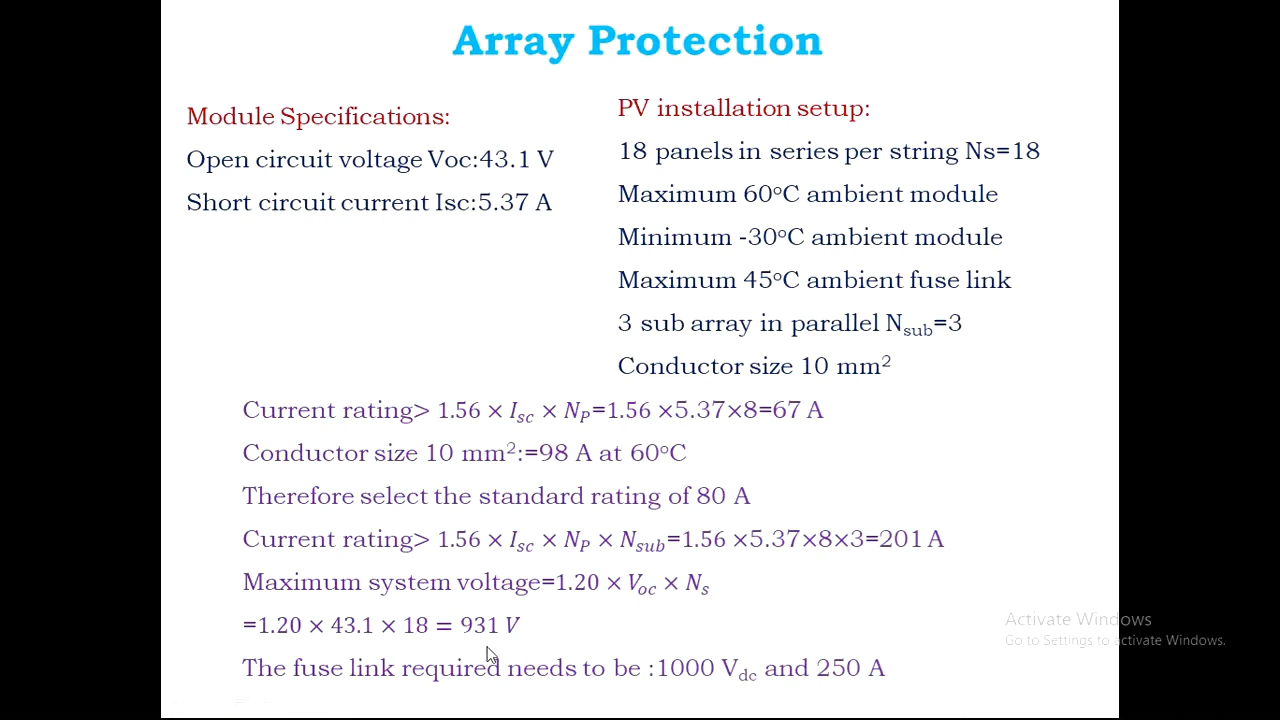 Array Protection
Module Specifications:
Open circuit voltage Voc:43.1 V
Short circuit current Isc:5.37 A
PV installation setup:
18 panels in series per string Ns=18
Maximum 60°C ambient module
Minimum -30°C ambient module
Maximum 45°C ambient fuse link
3 sub array in parallel Nsub=3
Conductor size 10 mm²
Current rating> 1.56 × Isc × NP=1.56 ×5.37×8=67 A
Conductor size 10 mm²:=98 A at 60°C
Therefore select the standard rating of 80 A
Current rating> 1.56 × Isc × NP × Nsub=1.56 ×5.37×8×3=201 A
Maximum system voltage=1.20 × Voc × Ns
=1.20 × 43.1 × 18 = 931 V
The fuse link required needs to be :1000 Vdc and 250 A
Activate Windows
Go to Settings to activate Windows.